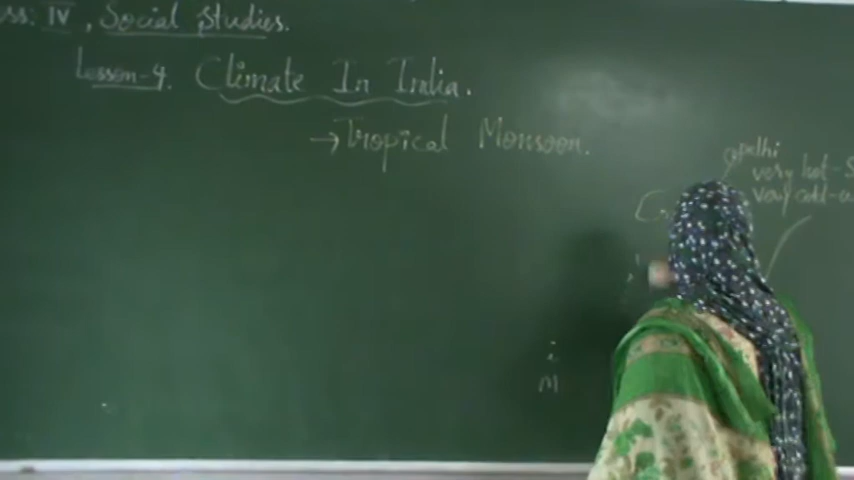 ss: IV, Social Studies.
Lesson-4. Climate In India.
→ Tropical Monsoon.
Delhi
very hot - S
very cold -
i
M